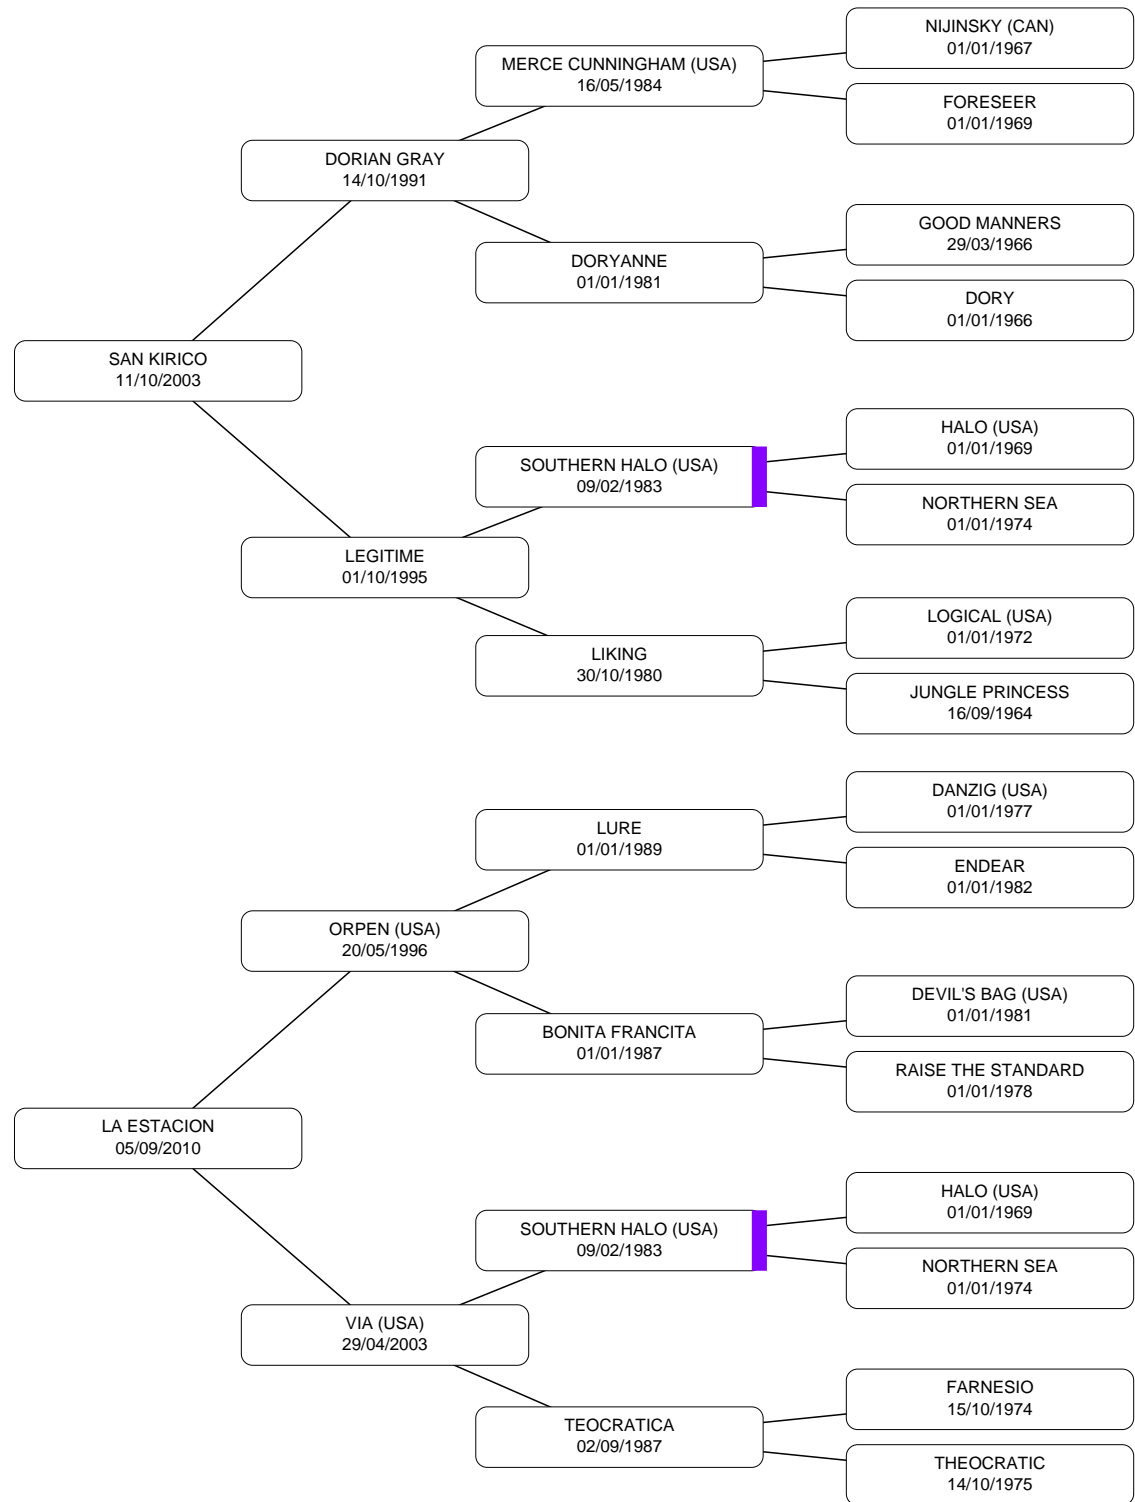 NIJINSKY (CAN)
01/01/1967
MERCE CUNNINGHAM (USA)
16/05/1984
FORESEER
01/01/1969
DORIAN GRAY
14/10/1991
GOOD MANNERS
29/03/1966
DORYANNE
01/01/1981
DORY
01/01/1966
SAN KIRICO
11/10/2003
HALO (USA)
01/01/1969
SOUTHERN HALO (USA)
09/02/1983
NORTHERN SEA
01/01/1974
LEGITIME
01/10/1995
LOGICAL (USA)
01/01/1972
LIKING
30/10/1980
JUNGLE PRINCESS
16/09/1964
DANZIG (USA)
01/01/1977
LURE
01/01/1989
ENDEAR
01/01/1982
ORPEN (USA)
20/05/1996
DEVIL'S BAG (USA)
01/01/1981
BONITA FRANCITA
01/01/1987
RAISE THE STANDARD
01/01/1978
LA ESTACION
05/09/2010
HALO (USA)
01/01/1969
SOUTHERN HALO (USA)
09/02/1983
NORTHERN SEA
01/01/1974
VIA (USA)
29/04/2003
FARNESIO
15/10/1974
TEOCRATICA
02/09/1987
THEOCRATIC
14/10/1975